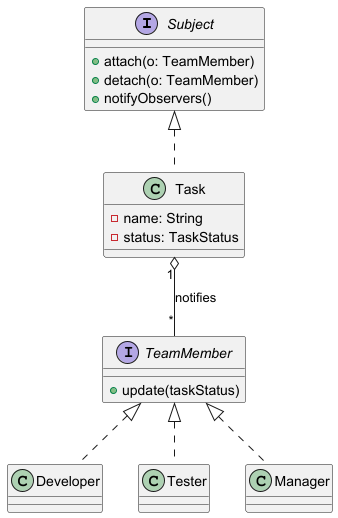 I Subject
attach(o: TeamMember)
detach(o: TeamMember)
notifyObservers()
C Task
name: String
status: TaskStatus
1
notifies
*
I TeamMember
update(taskStatus)
C Developer
C Tester
C Manager